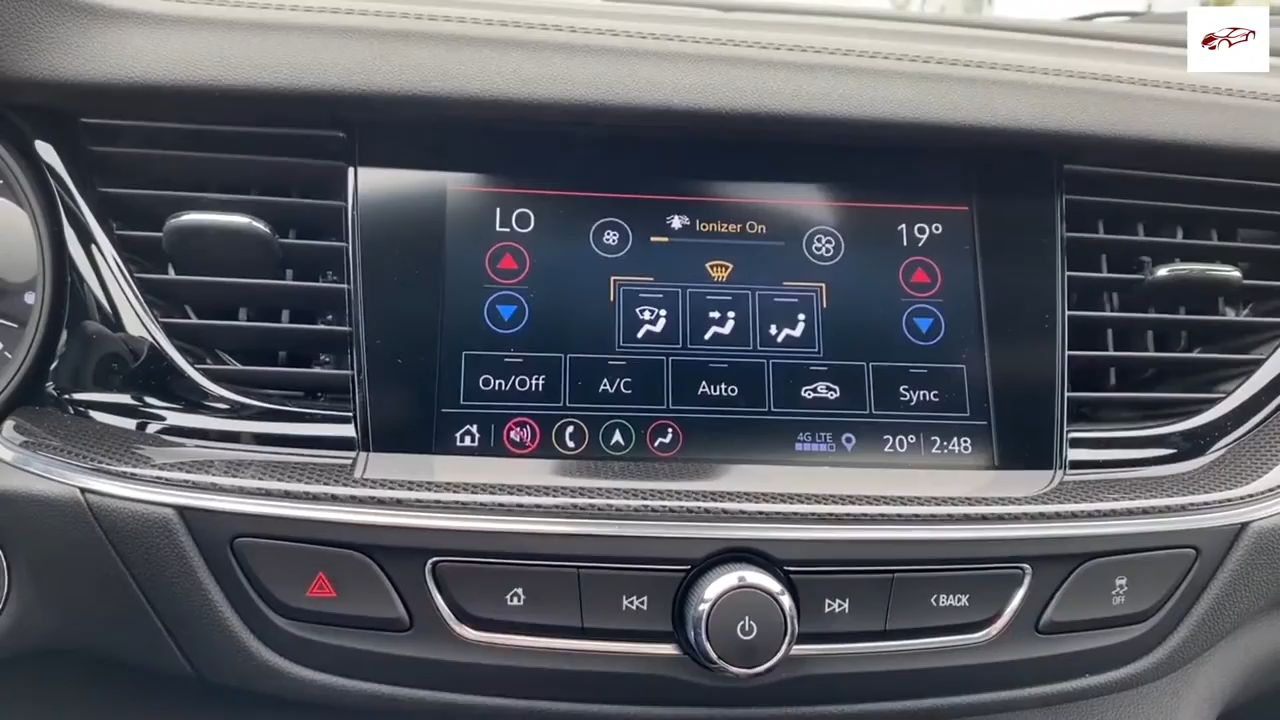 LO
Ionizer On
19°
On/Off
A/C
Auto
Sync
4G LTE
20° | 2:48
BACK
OFF